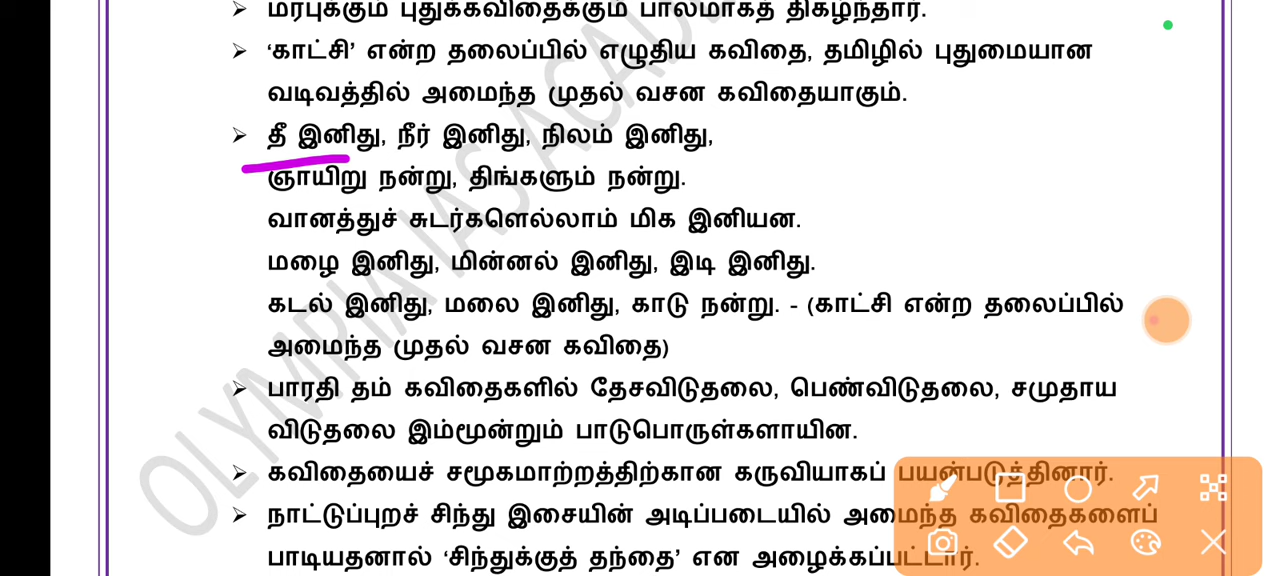 ➢ மரபுக்கும் புதுக்கவிதைக்கும் பாலமாகத் திகழ்ந்தார்.
➢ ‘காட்சி’ என்ற தலைப்பில் எழுதிய கவிதை, தமிழில் புதுமையான
வடிவத்தில் அமைந்த முதல் வசன கவிதையாகும்.
➢ தீ இனிது, நீர் இனிது, நிலம் இனிது,
ஞாயிறு நன்று, திங்களும் நன்று.
வானத்துச் சுடர்களெல்லாம் மிக இனியன.
மழை இனிது, மின்னல் இனிது, இடி இனிது.
கடல் இனிது, மலை இனிது, காடு நன்று. - (காட்சி என்ற தலைப்பில்
அமைந்த முதல் வசன கவிதை)
➢ பாரதி தம் கவிதைகளில் தேசவிடுதலை, பெண்விடுதலை, சமுதாய
விடுதலை இம்மூன்றும் பாடுபொருள்களாயின.
➢ கவிதையைச் சமூகமாற்றத்திற்கான கருவியாகப் பயன்படுத்தினார்.
➢ நாட்டுப்புறச் சிந்து இசையின் அடிப்படையில் அமைந்த கவிதைகளைப்
பாடியதனால் ‘சிந்துக்குத் தந்தை’ என அழைக்கப்பட்டார்.
OLYMPIA IAS ACAD